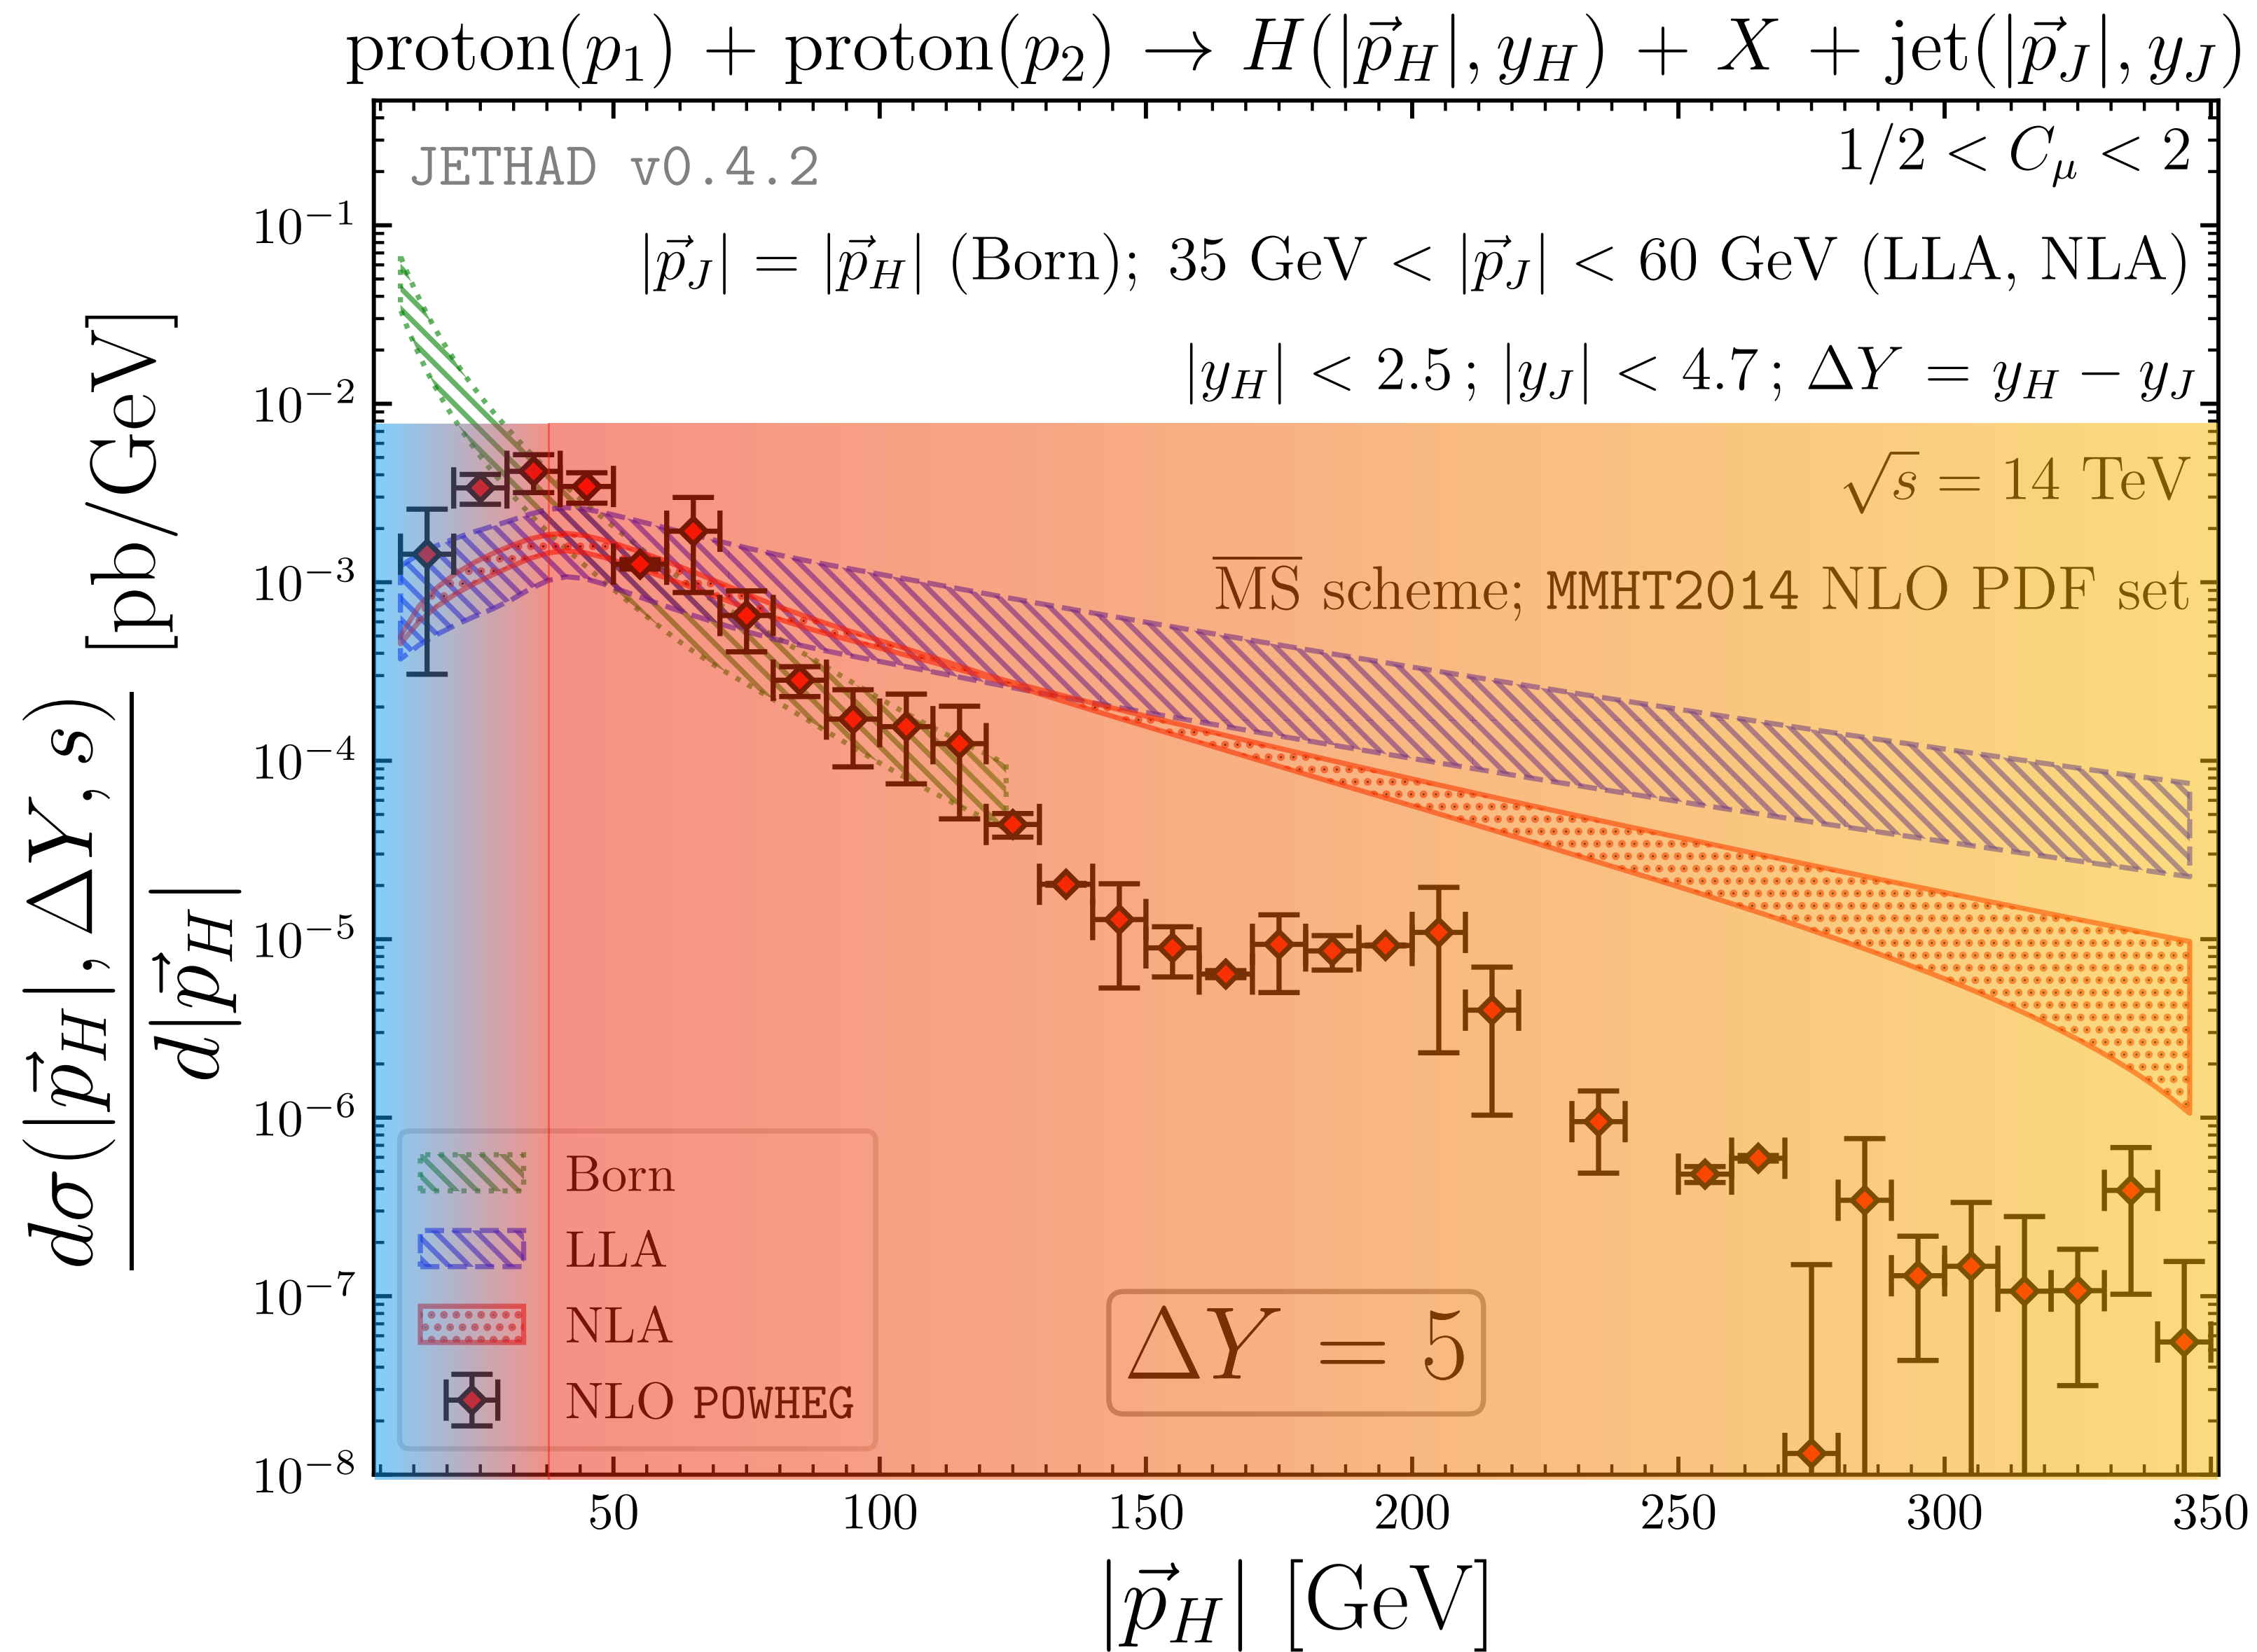 proton(p₁) + proton(p₂) → H(|p⃗_H|, y_H) + X + jet(|p⃗_J|, y_J)
JETHAD v0.4.2
1/2 < C_μ < 2
|p⃗_J| = |p⃗_H| (Born); 35 GeV < |p⃗_J| < 60 GeV (LLA, NLA)
|y_H| < 2.5 ; |y_J| < 4.7 ; ΔY = y_H − y_J
√s = 14 TeV
M̅S̅ scheme; MMHT2014 NLO PDF set
dσ(|p⃗_H|, ΔY, s)
d|p⃗_H|
[pb/GeV]
10⁻¹
10⁻²
10⁻³
10⁻⁴
10⁻⁵
10⁻⁶
10⁻⁷
10⁻⁸
Born
LLA
NLA
NLO POWHEG
ΔY = 5
50 100 150 200 250 300 350
|p⃗_H| [GeV]